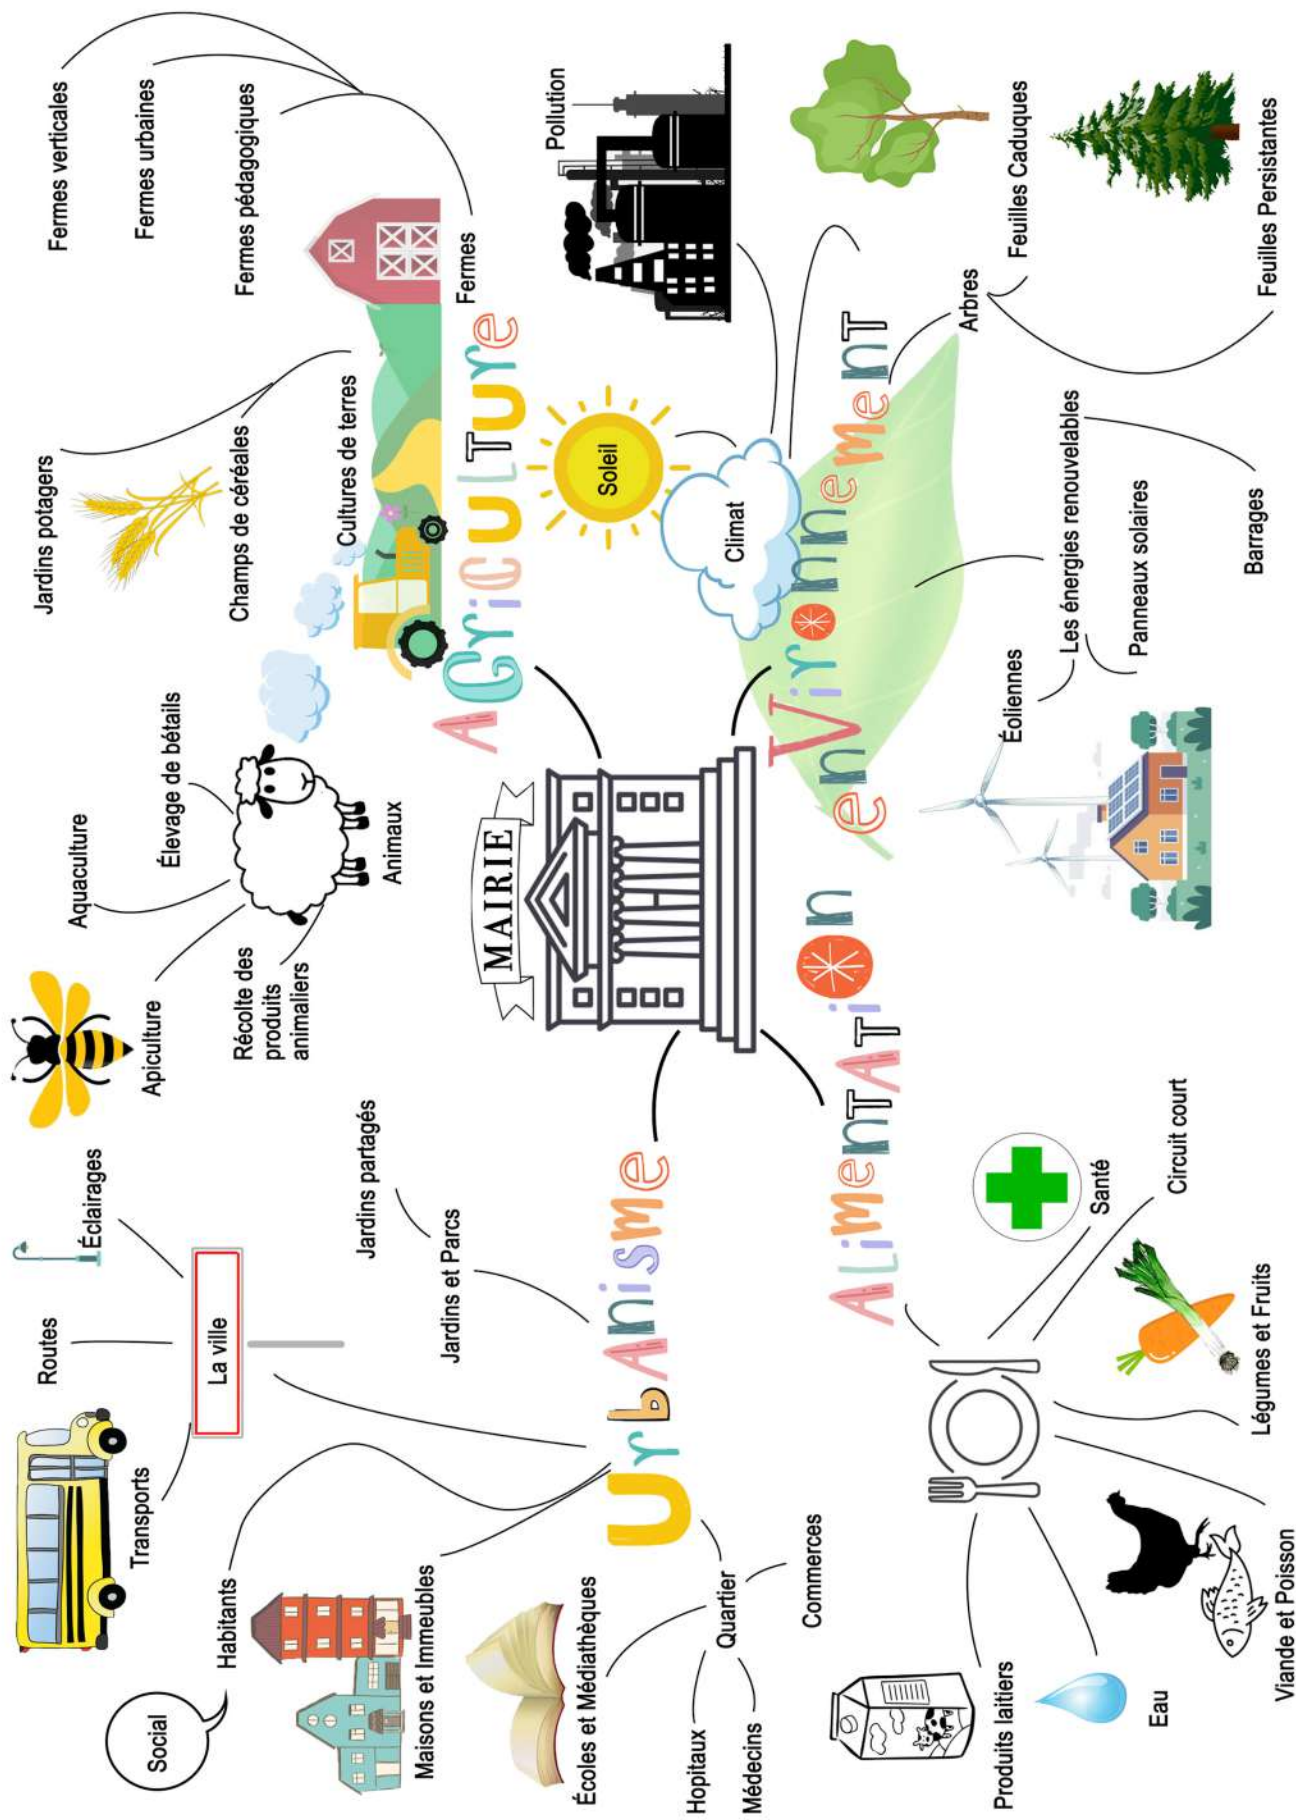 Social
Habitants
Transports
Routes
Éclairages
La ville
Maisons et Immeubles
Jardins et Parcs
Jardins partagés
Urbanisme
Écoles et Médiathèques
Quartier
Hopitaux
Médecins
Commerces
Apiculture
Aquaculture
Élevage de bétails
Récolte des
produits
animaliers
Animaux
Jardins potagers
Champs de céréales
Cultures de terres
Fermes verticales
Fermes urbaines
Fermes pédagogiques
Fermes
Agriculture
MAIRIE
Soleil
Pollution
Climat
environnement
Arbres
Feuilles Caduques
Feuilles Persistantes
Les énergies renouvelables
Éoliennes
Panneaux solaires
Barrages
Alimentation
Santé
Circuit court
Légumes et Fruits
Viande et Poisson
Eau
Produits laitiers